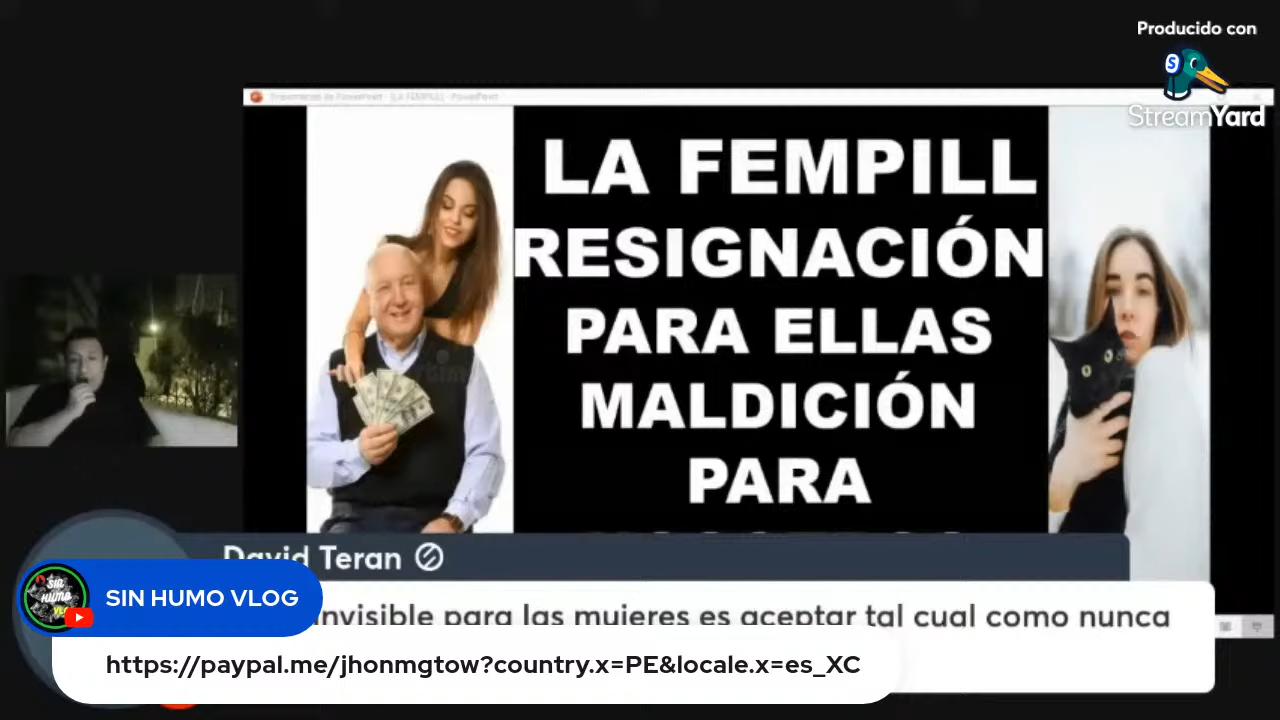 Producido con
StreamYard
LA FEMPILL
RESIGNACIÓN
PARA ELLAS
MALDICIÓN
PARA
David Teran
invisible para las mujeres es aceptar tal cual como nunca
SIN HUMO VLOG
https://paypal.me/jhonmgtow?country.x=PE&locale.x=es_XC